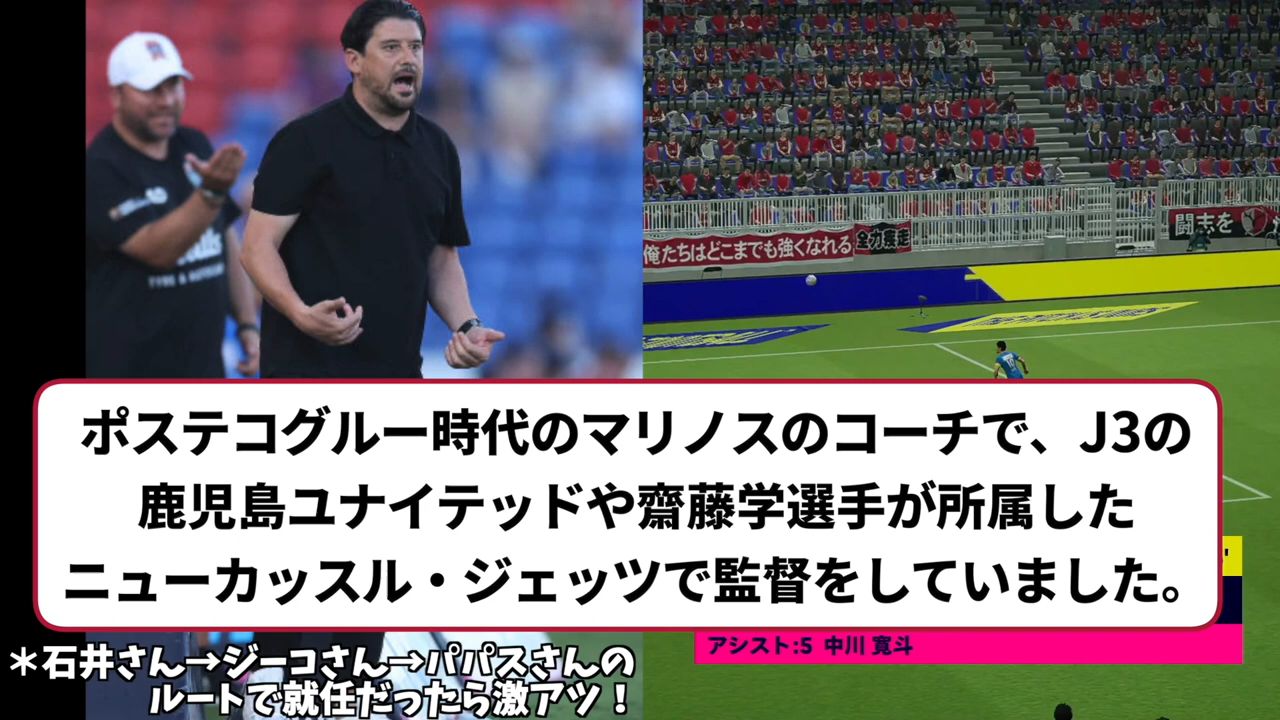 俺たちはどこまでも強くなれる
全力疾走
闘志を
ポステコグルー時代のマリノスのコーチで、J3の
鹿児島ユナイテッドや齋藤学選手が所属した
ニューカッスル・ジェッツで監督をしていました。
アシスト:5 中川 寛斗
＊石井さん→ジーコさん→パパスさんの
ルートで就任だったら激アツ！